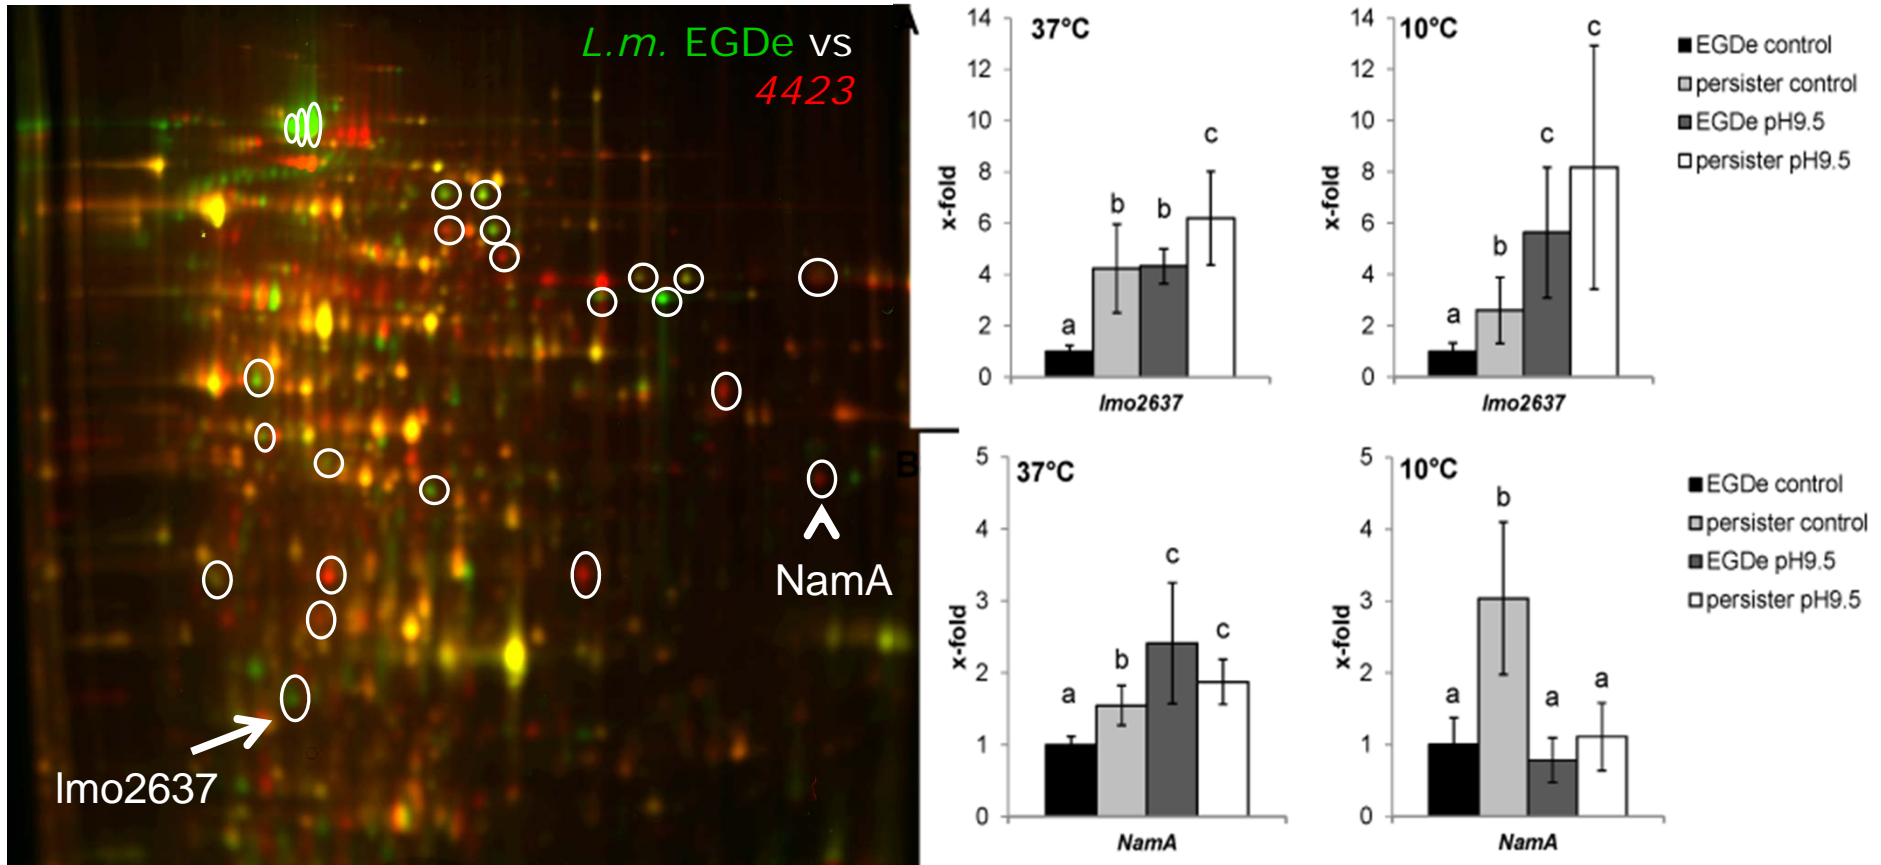 L.m. EGDe vs
4423
NamA
lmo2637
A
37°C
14
12
10
8
6
4
2
0
x-fold
a
b
b
c
lmo2637
10°C
14
12
10
8
6
4
2
0
x-fold
a
b
c
c
lmo2637
EGDe control
persister control
EGDe pH9.5
persister pH9.5
B
37°C
5
4
3
2
1
0
x-fold
a
b
c
c
NamA
10°C
5
4
3
2
1
0
x-fold
a
b
a
a
NamA
EGDe control
persister control
EGDe pH9.5
persister pH9.5